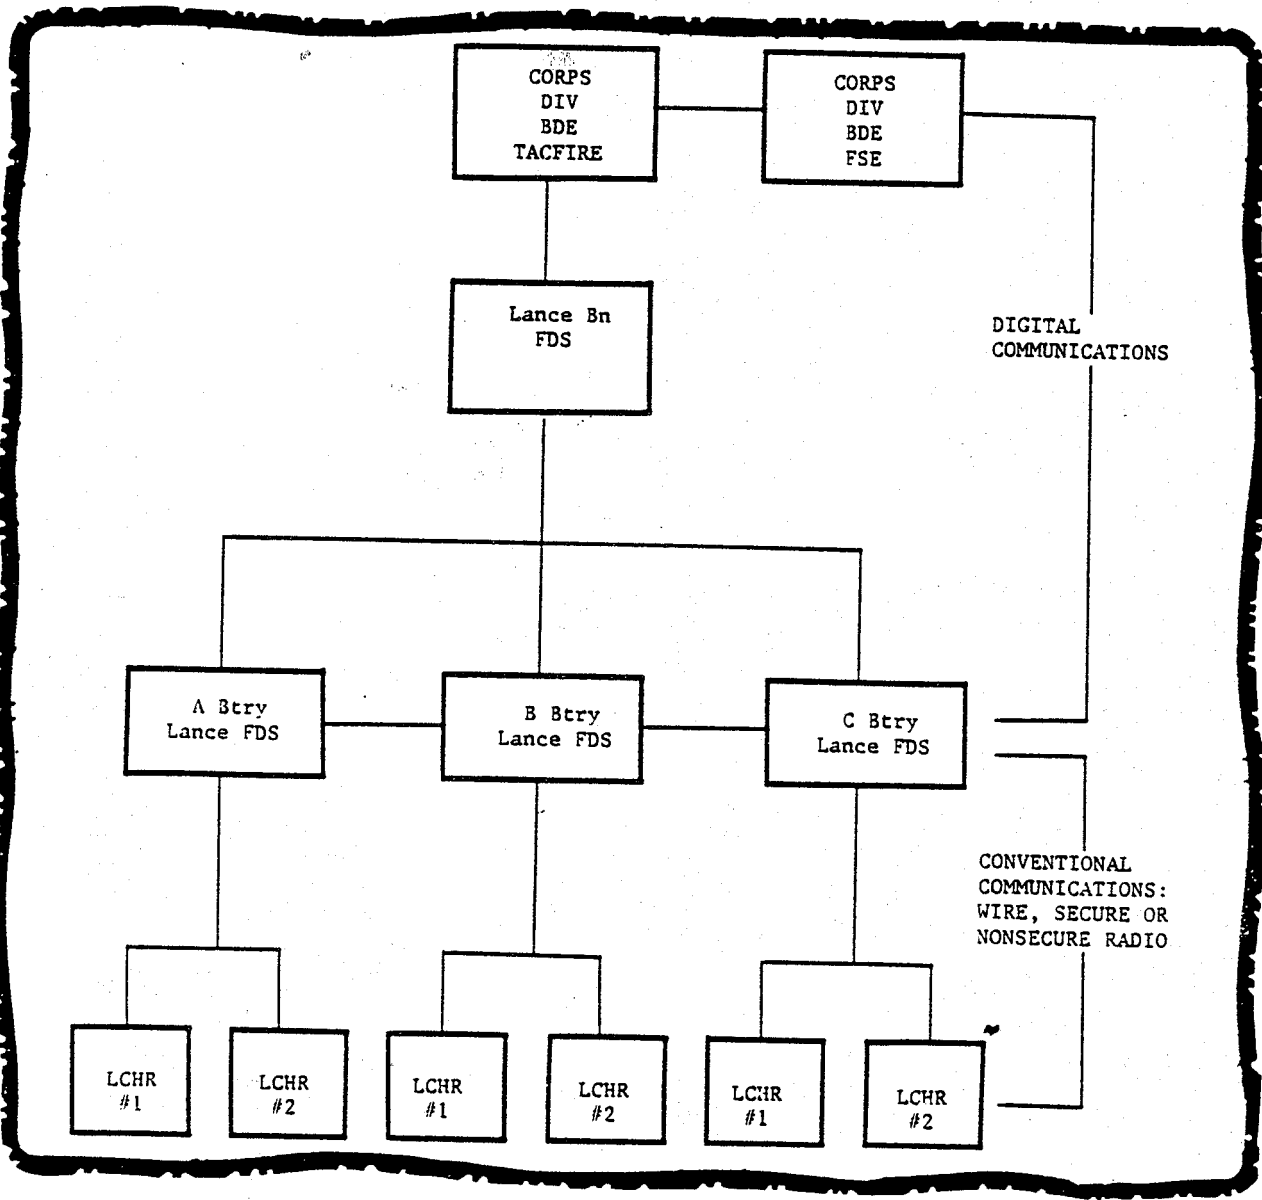 CORPS
DIV
BDE
TACFIRE
CORPS
DIV
BDE
FSE
Lance Bn
FDS
DIGITAL
COMMUNICATIONS
A Btry
Lance FDS
B Btry
Lance FDS
C Btry
Lance FDS
CONVENTIONAL
COMMUNICATIONS:
WIRE, SECURE OR
NONSECURE RADIO
LCHR
#1
LCHR
#2
LCHR
#1
LCHR
#2
LCHR
#1
LCHR
#2